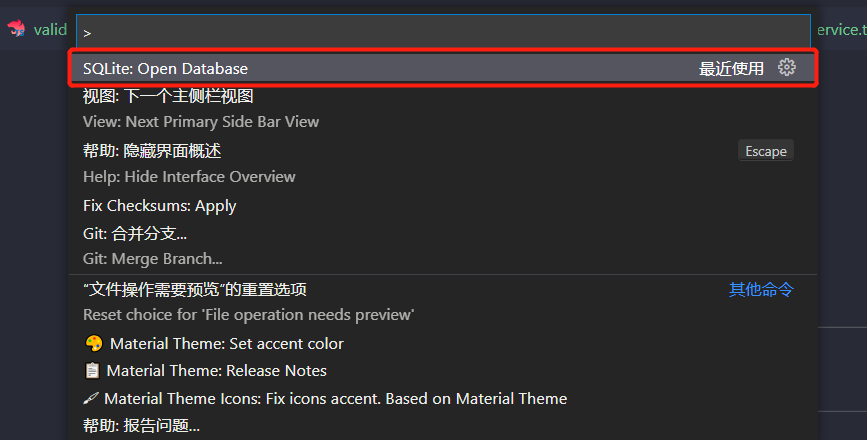 valid
ervice.t
>
SQLite: Open Database 最近使用
视图: 下一个主侧栏视图
View: Next Primary Side Bar View
帮助: 隐藏界面概述 Escape
Help: Hide Interface Overview
Fix Checksums: Apply
Git: 合并分支...
Git: Merge Branch...
“文件操作需要预览”的重置选项 其他命令
Reset choice for 'File operation needs preview'
Material Theme: Set accent color
Material Theme: Release Notes
Material Theme Icons: Fix icons accent. Based on Material Theme
帮助: 报告问题...